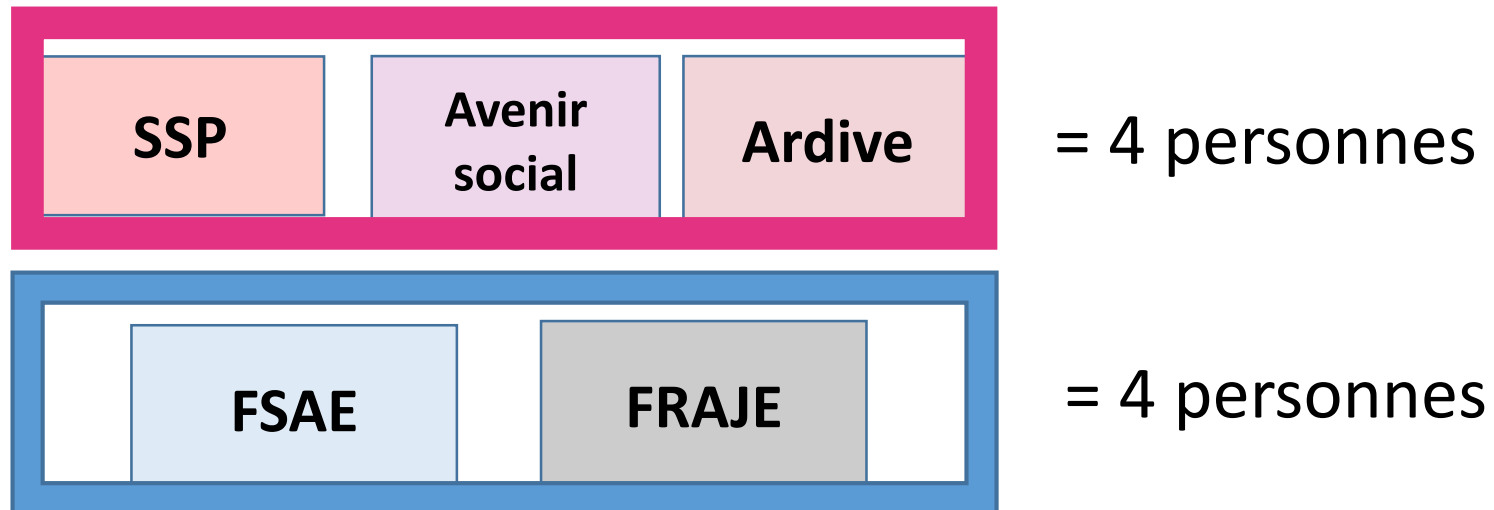 SSP
Avenir
social
Ardive
= 4 personnes
FSAE
FRAJE
= 4 personnes